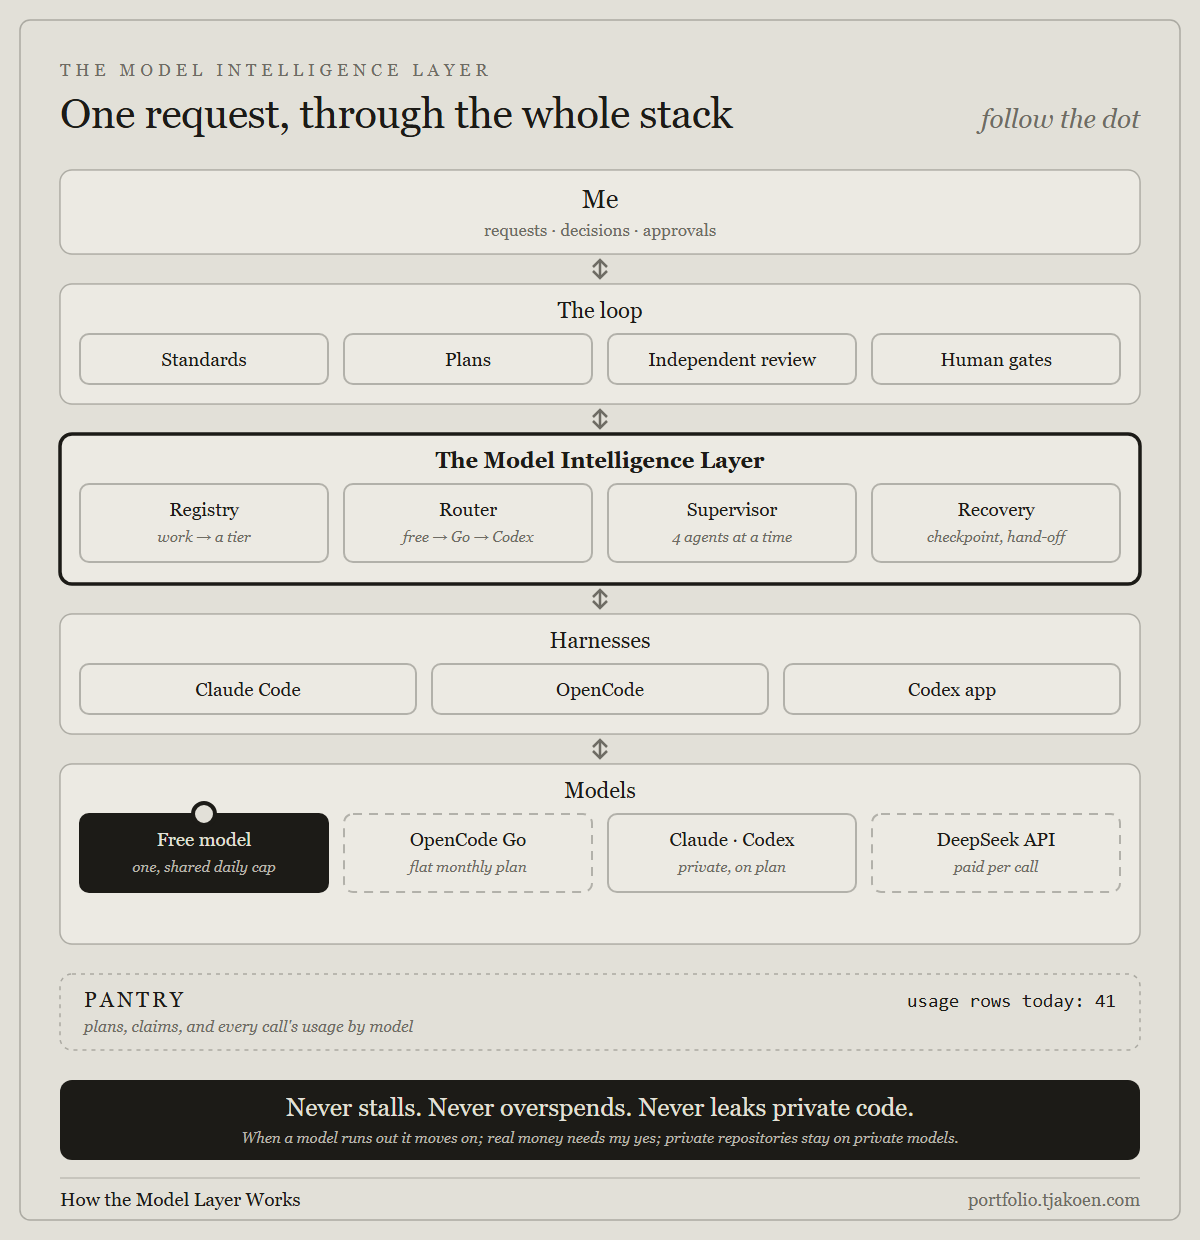 THE MODEL INTELLIGENCE LAYER
One request, through the whole stack
follow the dot
Me
requests · decisions · approvals
The loop
Standards
Plans
Independent review
Human gates
The Model Intelligence Layer
Registry
work → a tier
Router
free → Go → Codex
Supervisor
4 agents at a time
Recovery
checkpoint, hand-off
Harnesses
Claude Code
OpenCode
Codex app
Models
Free model
one, shared daily cap
OpenCode Go
flat monthly plan
Claude · Codex
private, on plan
DeepSeek API
paid per call
PANTRY
usage rows today: 41
plans, claims, and every call's usage by model
Never stalls. Never overspends. Never leaks private code.
When a model runs out it moves on; real money needs my yes; private repositories stay on private models.
How the Model Layer Works
portfolio.tjakoen.com